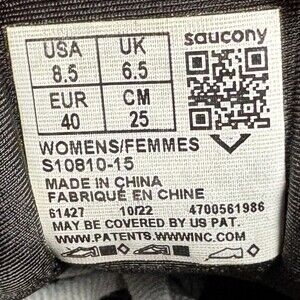 USA UK saucony
8.5 6.5
EUR CM
40 25
WOMENS/FEMMES
S10810-15
MADE IN CHINA
FABRIQUÉ EN CHINE
61427 10/22 4700561986
MAY BE COVERED BY US PAT.
WWW.PATENTS.WWWINC.COM